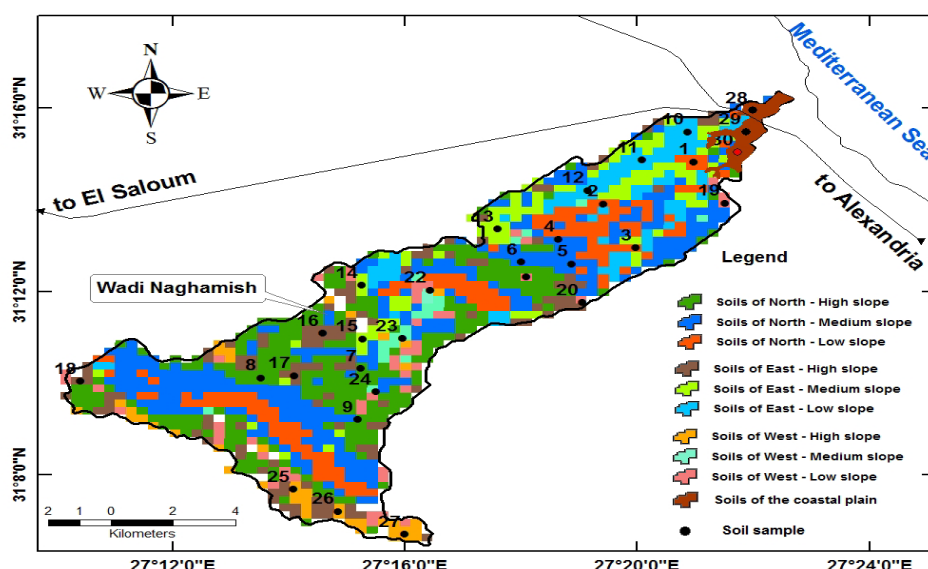 N
W E
S
31°16'0"N
31°12'0"N
31°8'0"N
Mediterranean Sea
to El Saloum
to Alexandria
Wadi Naghamish
28
29
30
10
11
1
12
2
19
13
4
3
6
5
20
14
22
16
15
23
7
8
17
24
18
9
25
26
27
Legend
Soils of North - High slope
Soils of North - Medium slope
Soils of North - Low slope
Soils of East - High slope
Soils of East - Medium slope
Soils of East - Low slope
Soils of West - High slope
Soils of West - Medium slope
Soils of West - Low slope
Soils of the coastal plain
Soil sample
2 1 0 2 4
Kilometers
27°12'0"E 27°16'0"E 27°20'0"E 27°24'0"E